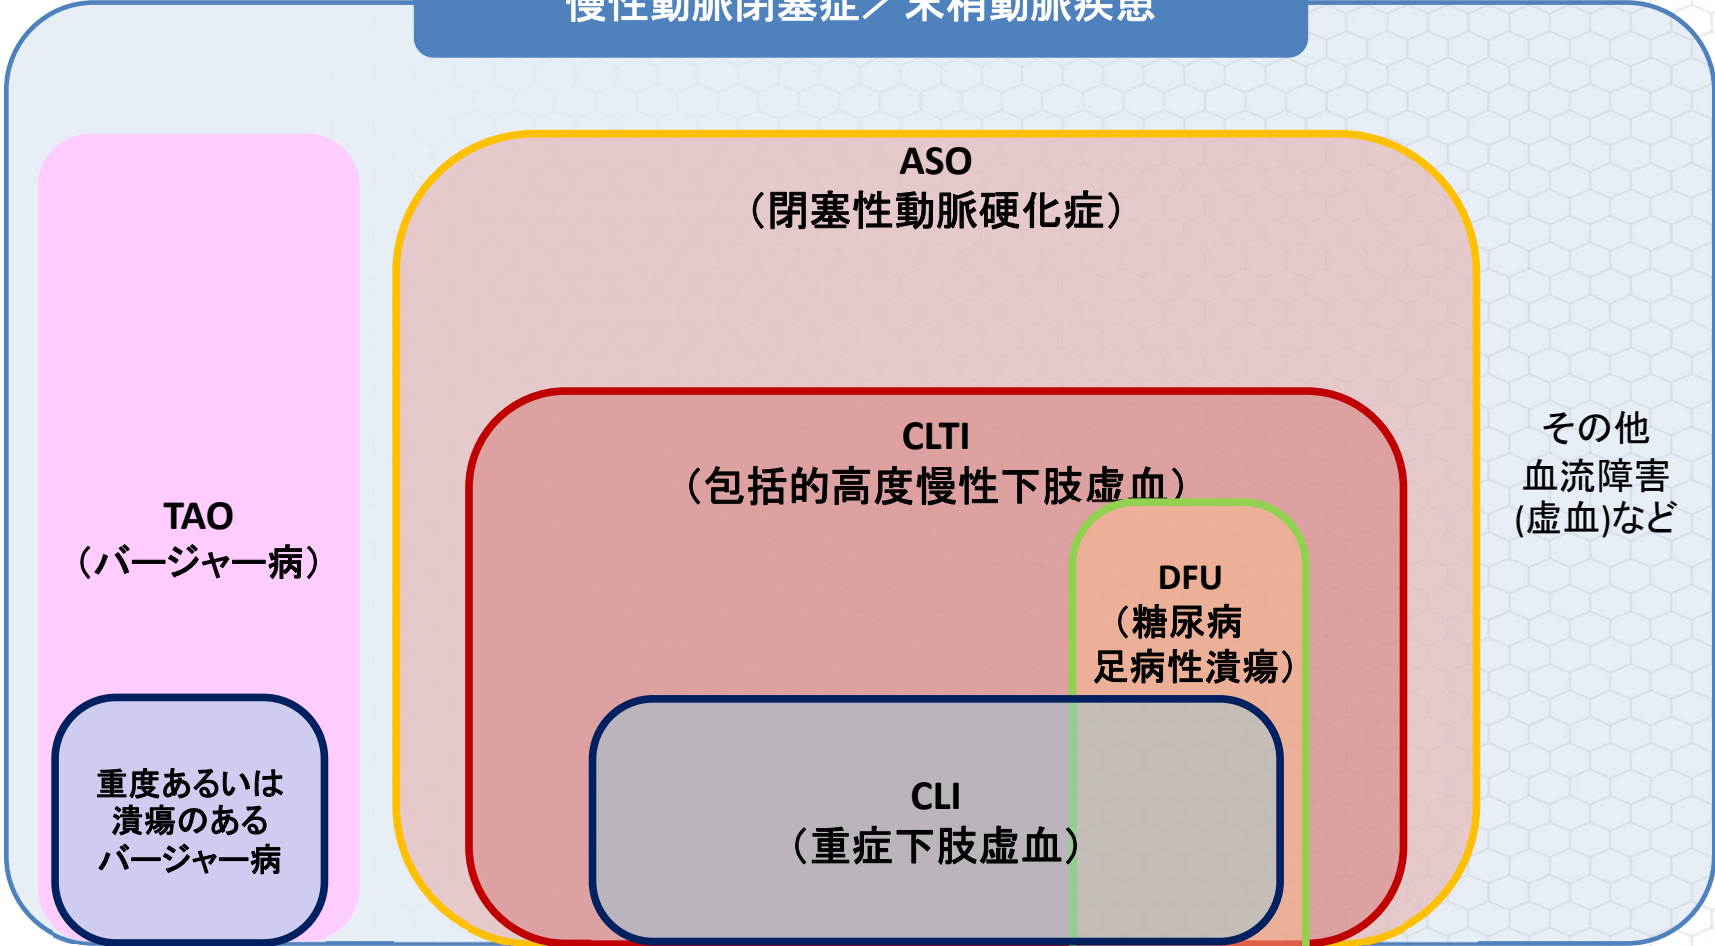 慢性動脈閉塞症／末梢動脈疾患
ASO
（閉塞性動脈硬化症）
CLTI
（包括的高度慢性下肢虚血）
その他
血流障害
(虚血)など
TAO
（バージャー病）
DFU
（糖尿病
足病性潰瘍）
重度あるいは
潰瘍のある
バージャー病
CLI
（重症下肢虚血）